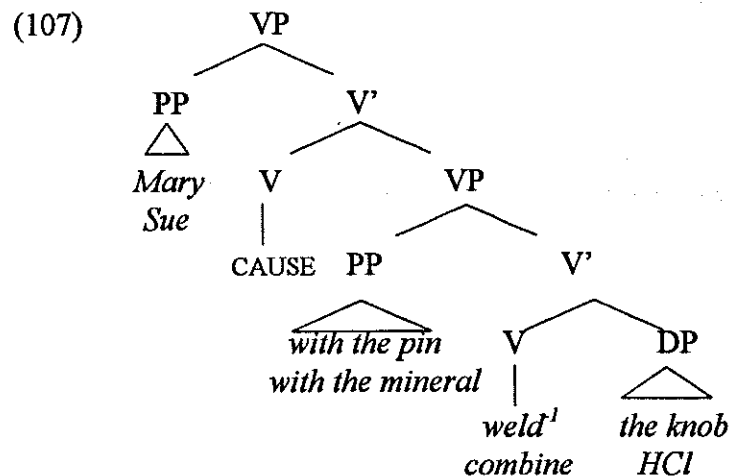 (107) VP
PP V'
Mary V VP
Sue
CAUSE PP V'
with the pin V DP
with the mineral
weld⁻¹ the knob
combine HCl